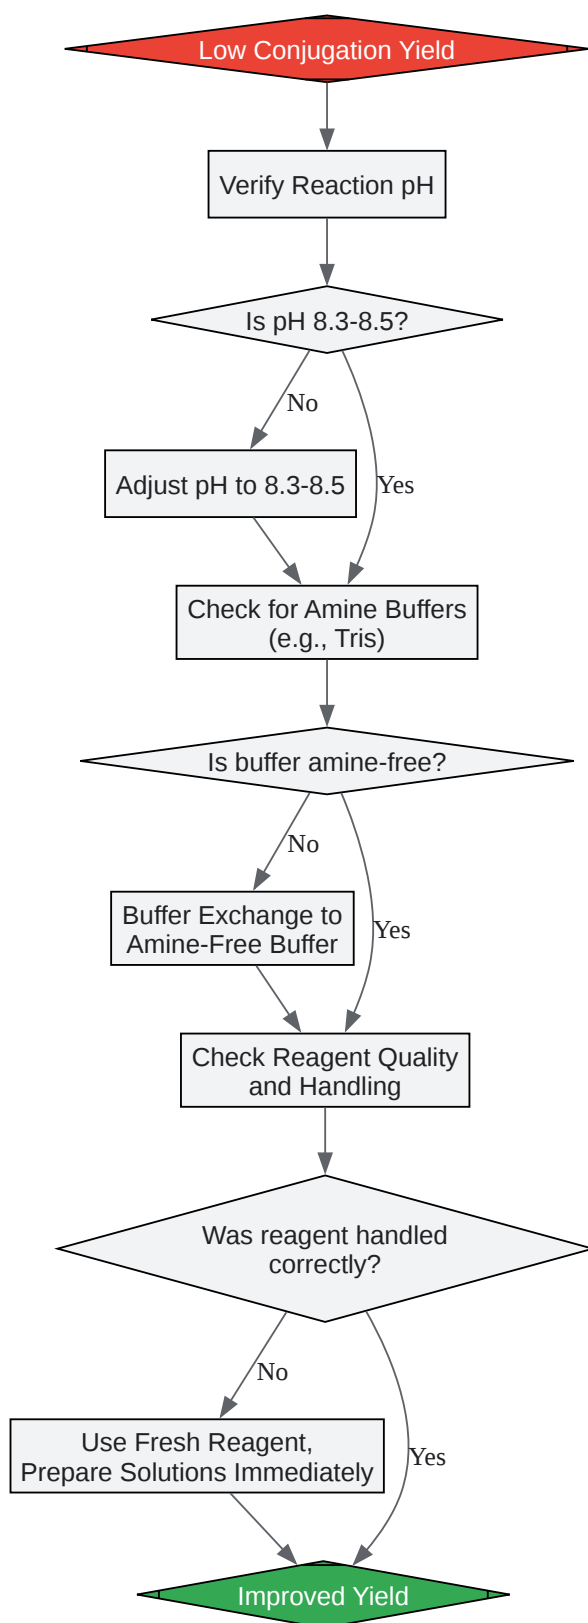 Low Conjugation Yield
Verify Reaction pH
Is pH 8.3-8.5?
No
Adjust pH to 8.3-8.5
Yes
Check for Amine Buffers
(e.g., Tris)
Is buffer amine-free?
No
Buffer Exchange to
Amine-Free Buffer
Yes
Check Reagent Quality
and Handling
Was reagent handled
correctly?
No
Use Fresh Reagent,
Prepare Solutions Immediately
Yes
Improved Yield